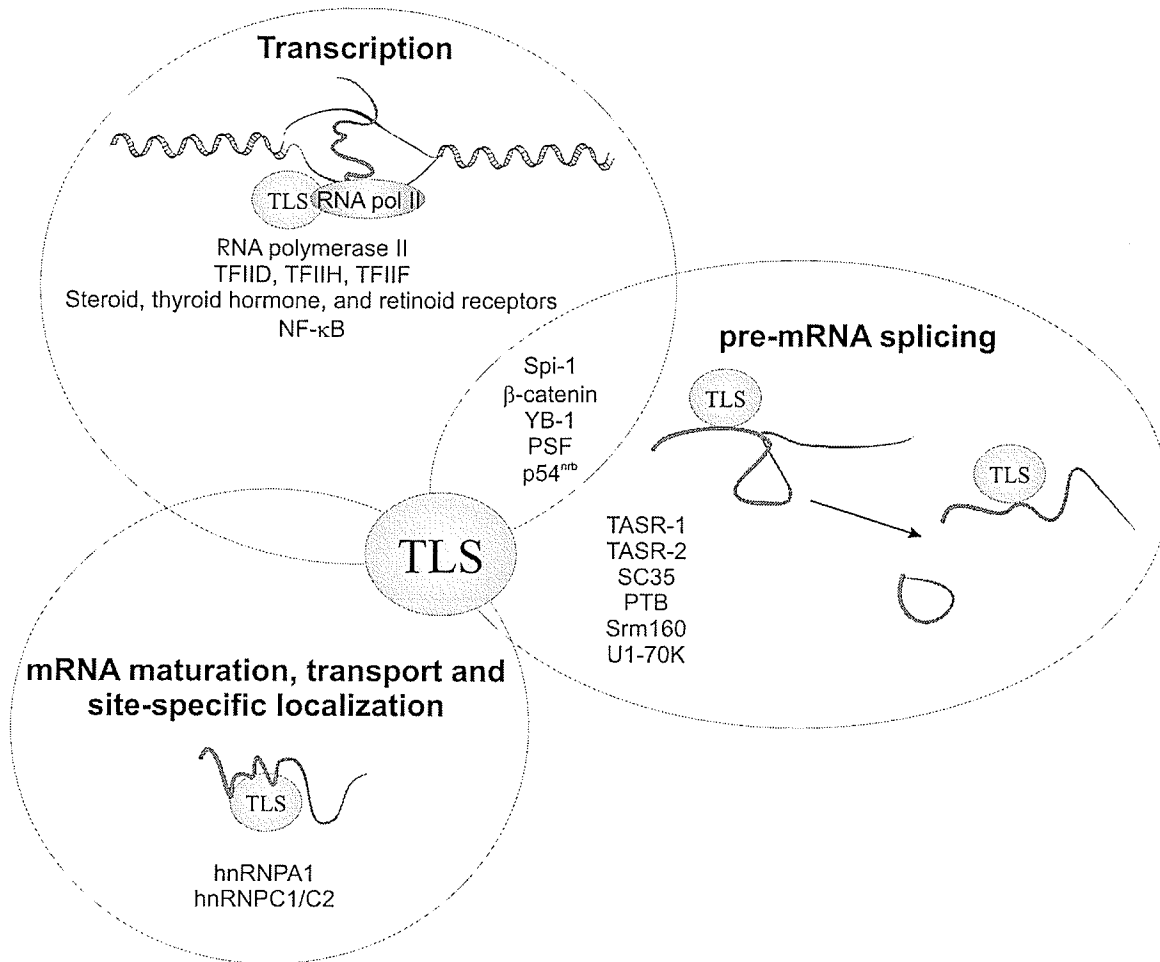 Transcription
TLS RNA pol II
RNA polymerase II
TFIID, TFIIH, TFIIF
Steroid, thyroid hormone, and retinoid receptors
NF-κB
Spi-1
β-catenin
YB-1
PSF
p54nrb
pre-mRNA splicing
TLS
TLS
TASR-1
TASR-2
SC35
PTB
Srm160
U1-70K
TLS
mRNA maturation, transport and
site-specific localization
TLS
hnRNPA1
hnRNPC1/C2